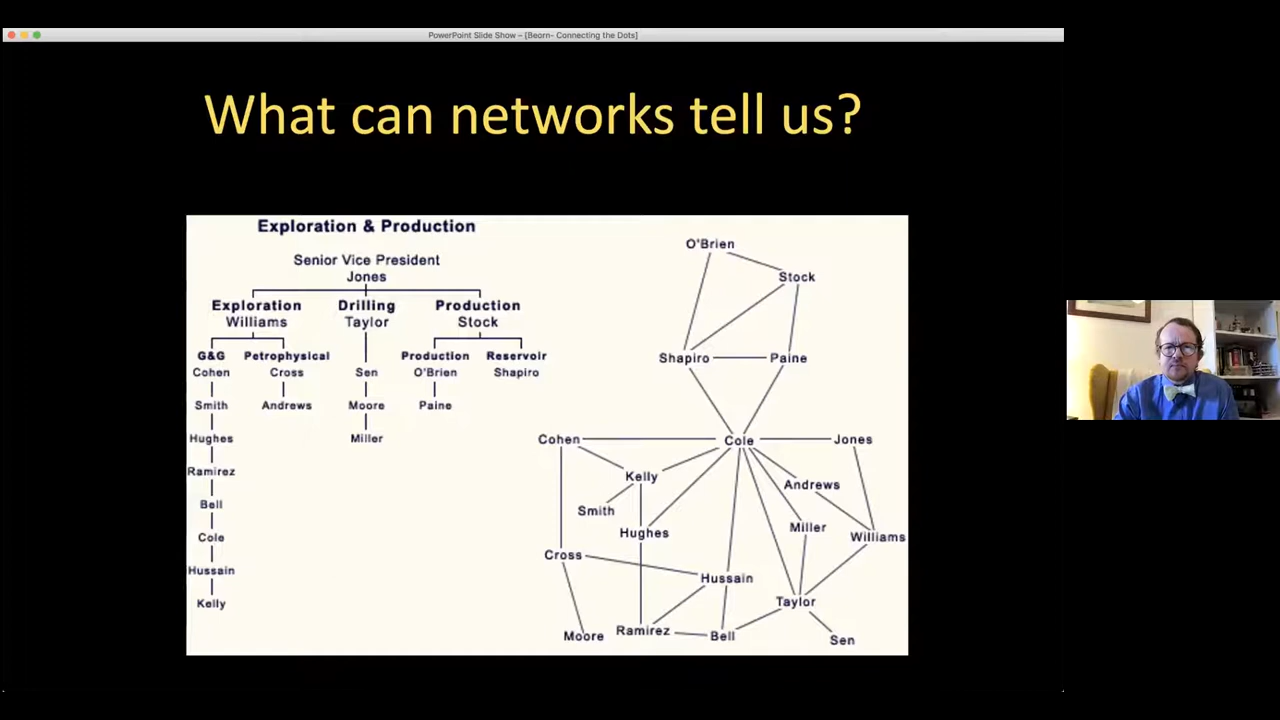 PowerPoint Slide Show – [Beorn- Connecting the Dots]
What can networks tell us?
Exploration & Production
Senior Vice President
Jones
Exploration Drilling Production
Williams Taylor Stock
G&G Petrophysical Production Reservoir
Cohen Cross Sen O'Brien Shapiro
Smith Andrews Moore Paine
Hughes Miller
Ramirez
Bell
Cole
Hussain
Kelly
O'Brien
Stock
Shapiro Paine
Cohen Cole Jones
Kelly
Andrews
Smith
Miller
Hughes
Williams
Cross
Hussain
Taylor
Moore Ramirez Bell
Sen